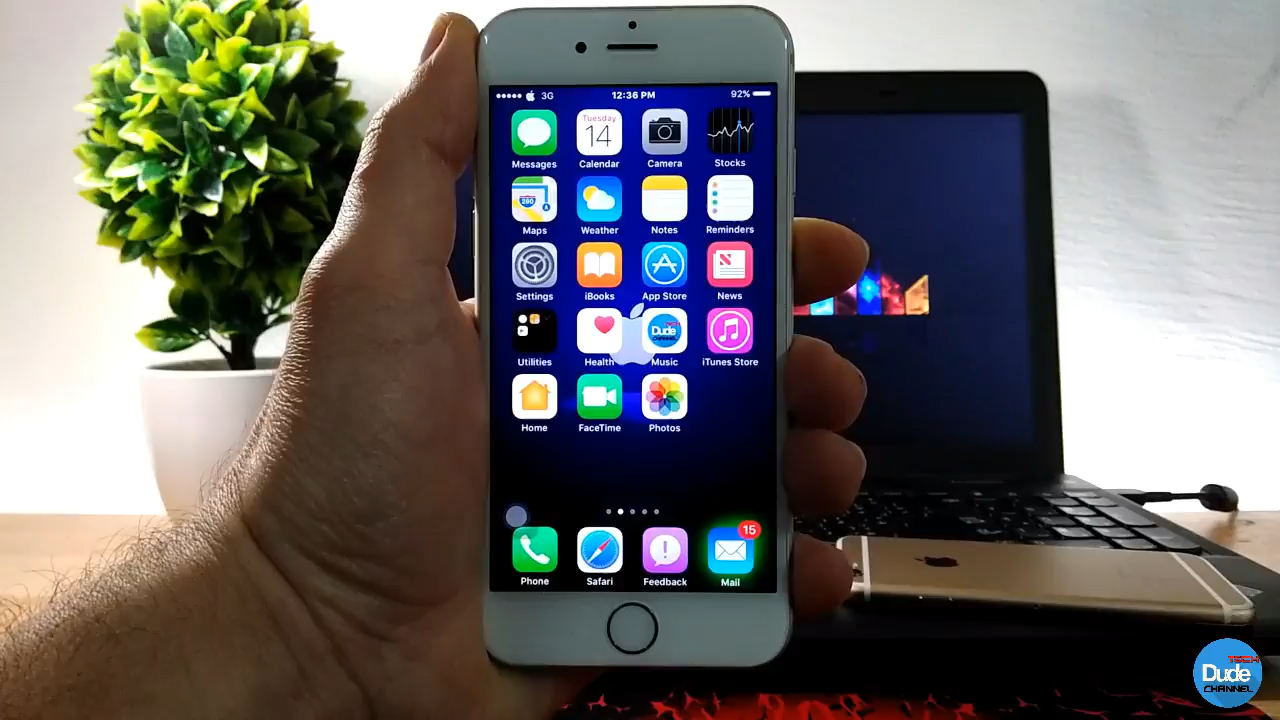 3G
12:36 PM
92%
Tuesday
14
Messages
Calendar
Camera
Stocks
280
Maps
Weather
Notes
Reminders
Settings
iBooks
App Store
News
Dude
Utilities
Health
Music
iTunes Store
Home
FaceTime
Photos
15
Phone
Safari
Feedback
Mail
TECH
Dude
CHANNEL